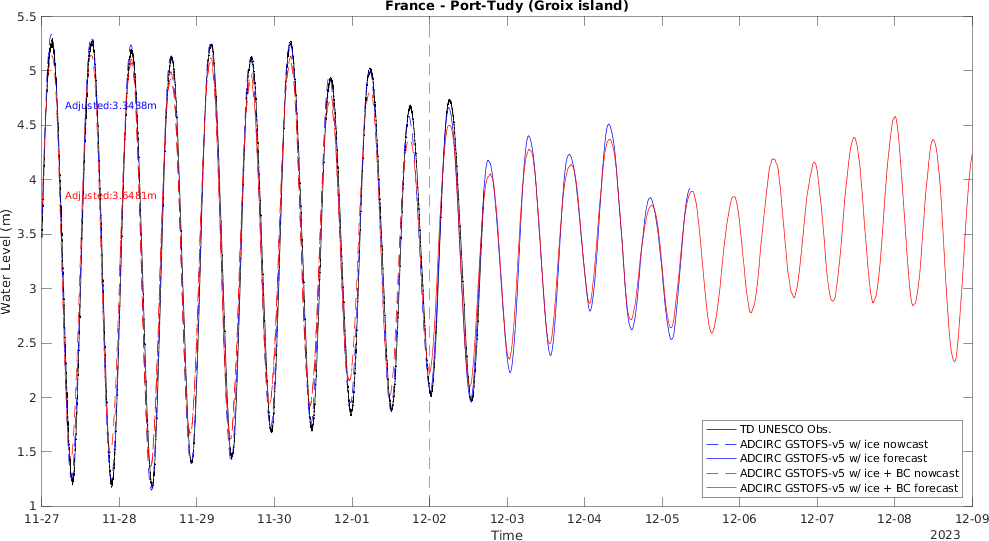 France - Port-Tudy (Groix island)
5.5
5
4.5
4
3.5
3
2.5
2
1.5
1
Water Level (m)
Adjusted:3.3438m
Adjusted:3.6481m
TD UNESCO Obs.
ADCIRC GSTOFS-v5 w/ ice nowcast
ADCIRC GSTOFS-v5 w/ ice forecast
ADCIRC GSTOFS-v5 w/ ice + BC nowcast
ADCIRC GSTOFS-v5 w/ ice + BC forecast
11-27 11-28 11-29 11-30 12-01 12-02 12-03 12-04 12-05 12-06 12-07 12-08 12-09
Time
2023